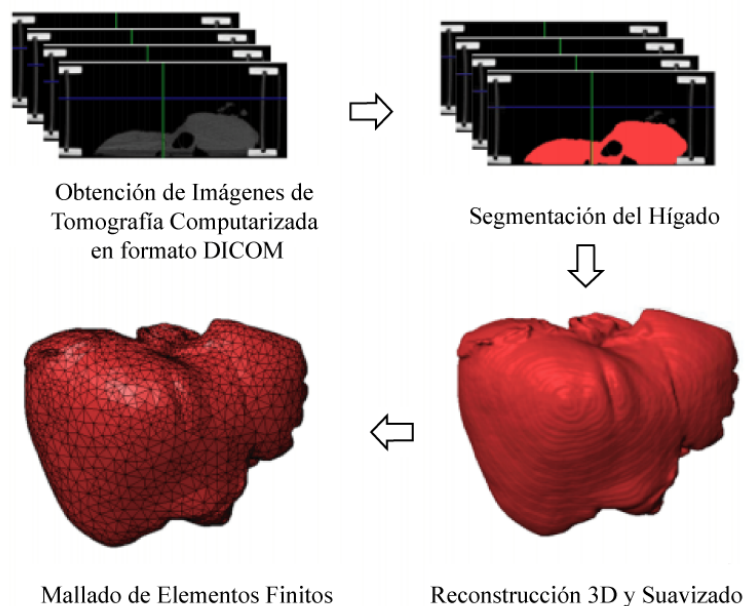 Obtención de Imágenes de
Tomografía Computarizada
en formato DICOM
Segmentación del Hígado
Mallado de Elementos Finitos
Reconstrucción 3D y Suavizado